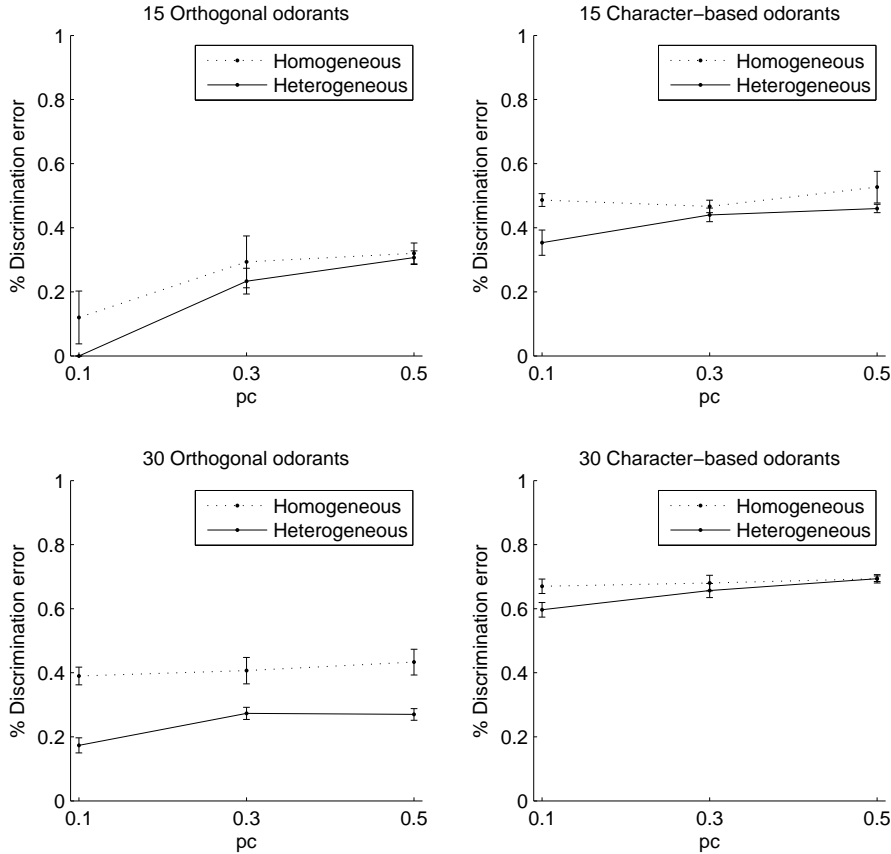 15 Orthogonal odorants
1
0.8
0.6
0.4
0.2
0
% Discrimination error
Homogeneous
Heterogeneous
0.1
0.3
0.5
pc
15 Character−based odorants
1
0.8
0.6
0.4
0.2
0
% Discrimination error
Homogeneous
Heterogeneous
0.1
0.3
0.5
pc
30 Orthogonal odorants
1
0.8
0.6
0.4
0.2
0
% Discrimination error
Homogeneous
Heterogeneous
0.1
0.3
0.5
pc
30 Character−based odorants
1
0.8
0.6
0.4
0.2
0
% Discrimination error
Homogeneous
Heterogeneous
0.1
0.3
0.5
pc